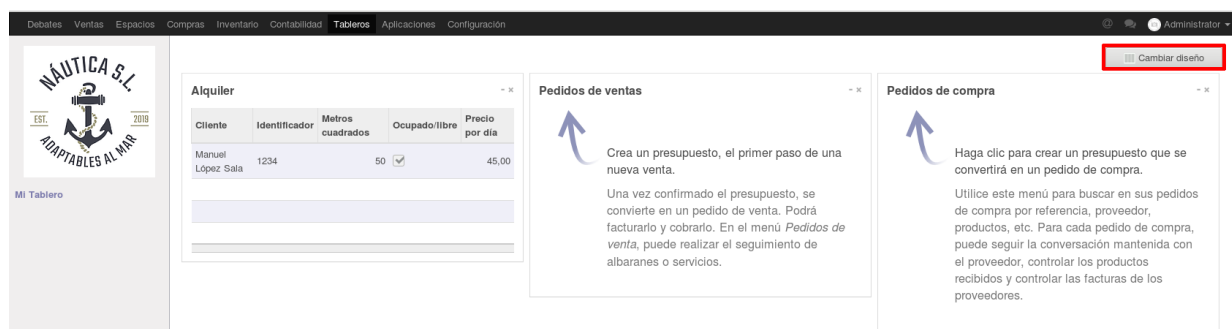 Debates Ventas Espacios Compras Inventario Contabilidad Tableros Aplicaciones Configuración
@ Administrator
Cambiar diseño
NÁUTICA S.L.
EST. 2019
ADAPTABLES AL MAR
Mi Tablero
Alquiler
Cliente Identificador Metros cuadrados Ocupado/libre Precio por día
Manuel López Sala 1234 50 45,00
Pedidos de ventas
Crea un presupuesto, el primer paso de una
nueva venta.
Una vez confirmado el presupuesto, se
convierte en un pedido de venta. Podrá
facturarlo y cobrarlo. En el menú Pedidos de
venta, puede realizar el seguimiento de
albaranes o servicios.
Pedidos de compra
Haga clic para crear un presupuesto que se
convertirá en un pedido de compra.
Utilice este menú para buscar en sus pedidos
de compra por referencia, proveedor,
productos, etc. Para cada pedido de compra,
puede seguir la conversación mantenida con
el proveedor, controlar los productos
recibidos y controlar las facturas de los
proveedores.